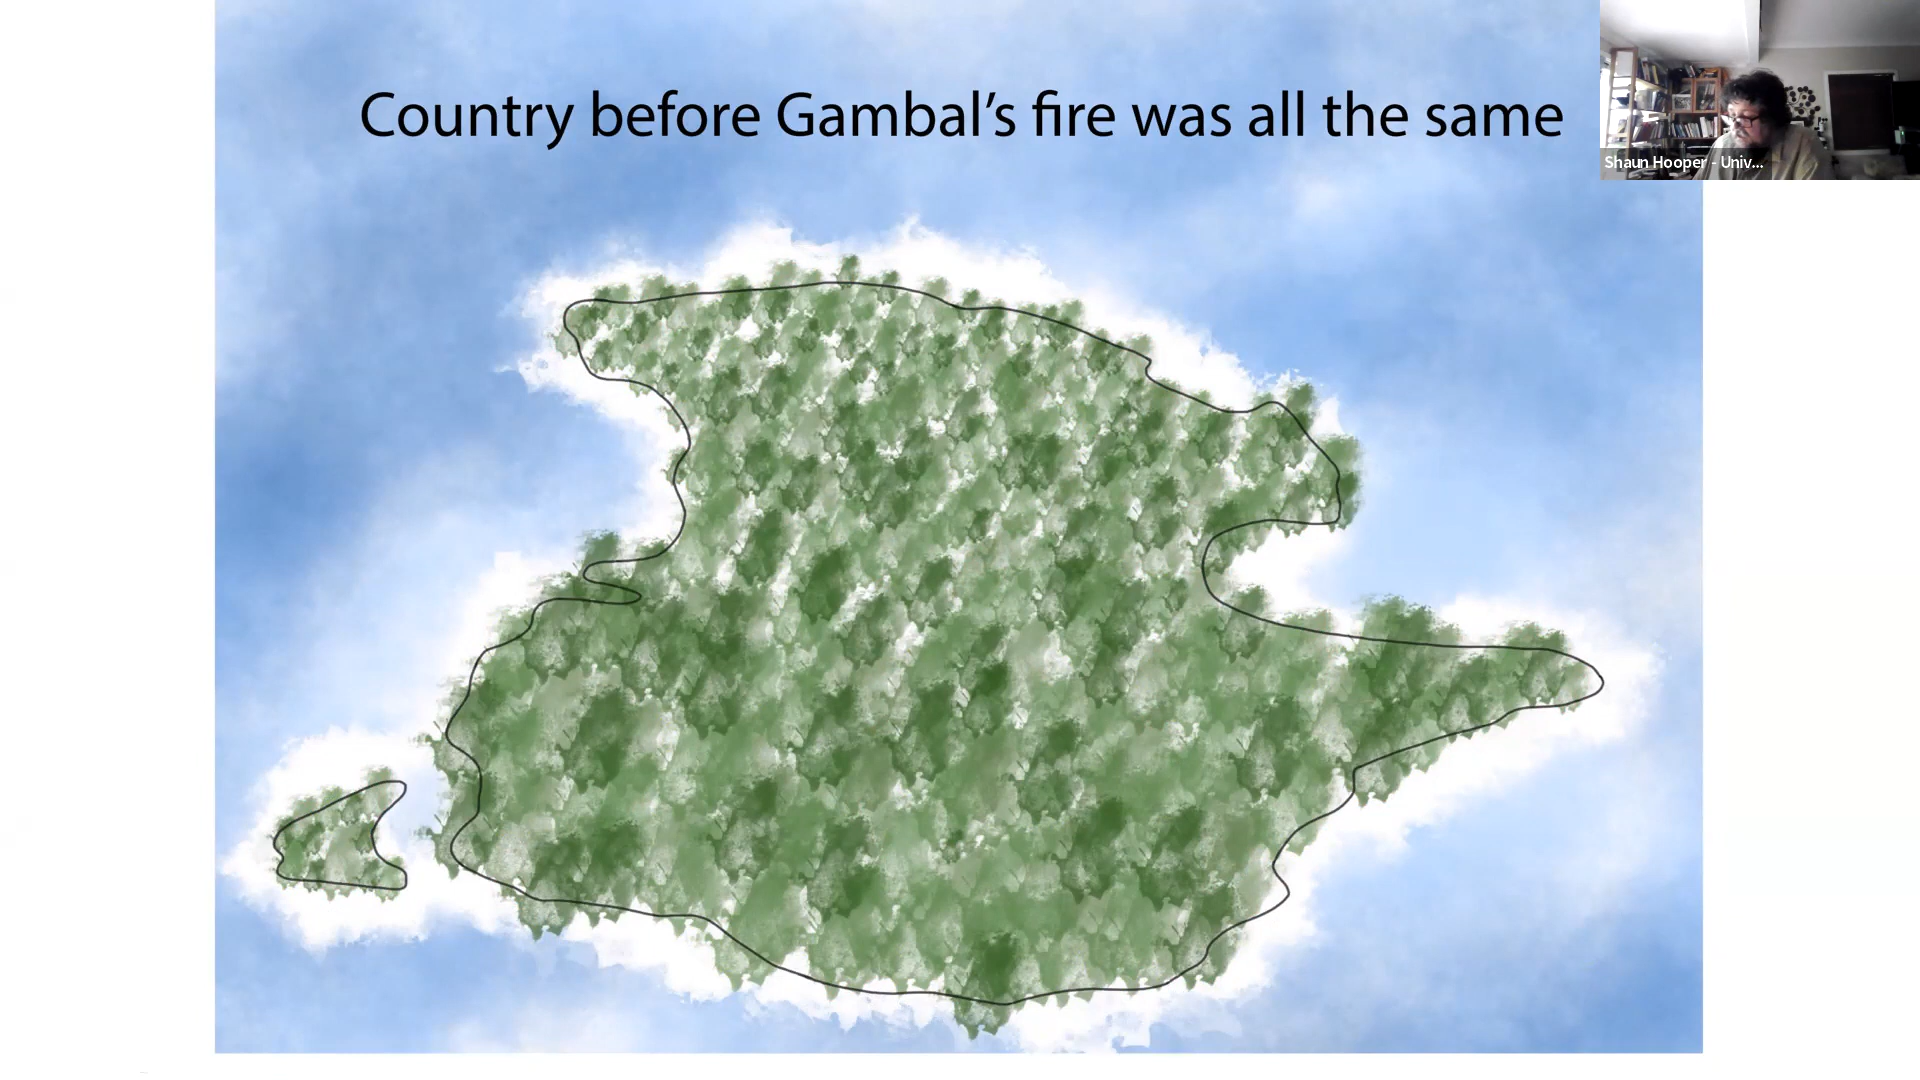 Country before Gambal’s fire was all the same
Shaun Hooper - Univ...